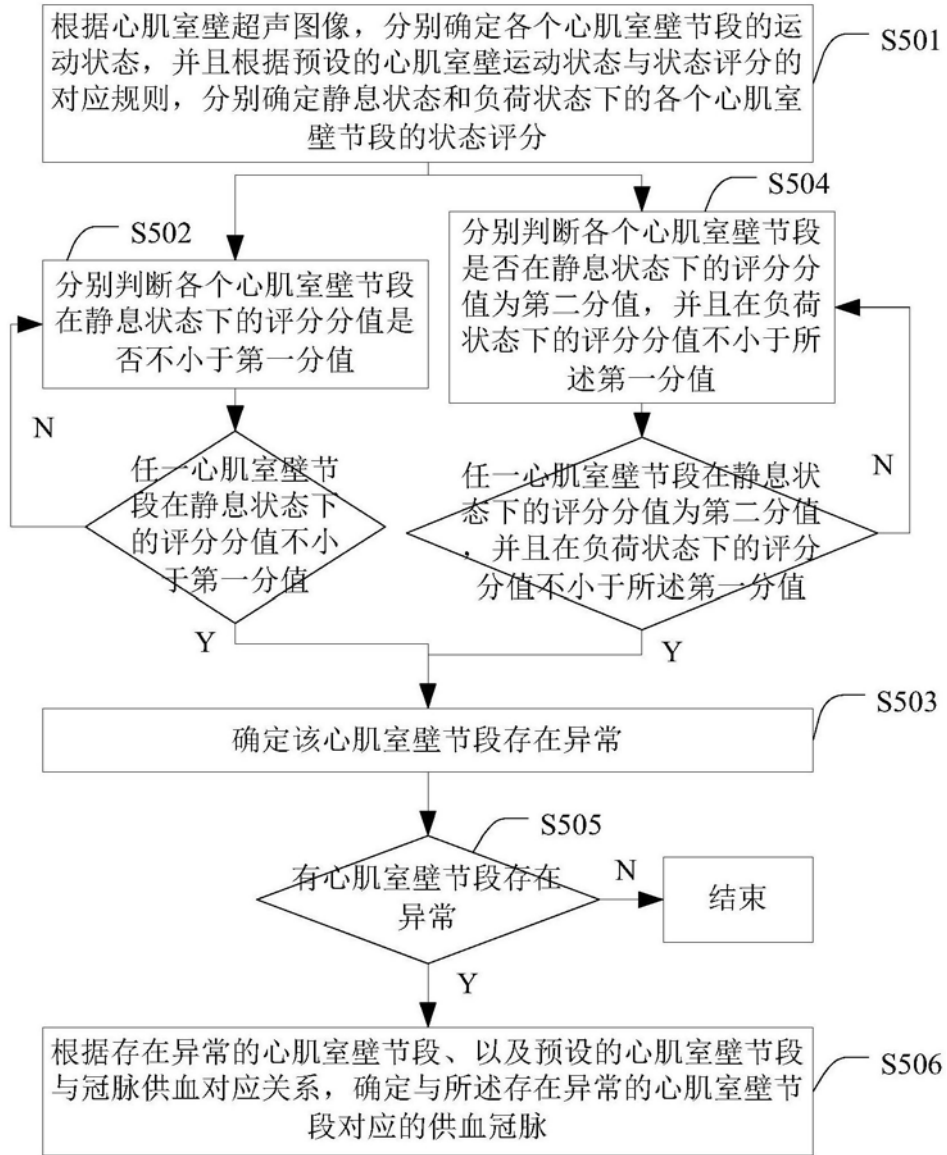 根据心肌室壁超声图像，分别确定各个心肌室壁节段的运
动状态，并且根据预设的心肌室壁运动状态与状态评分的
对应规则，分别确定静息状态和负荷状态下的各个心肌室
壁节段的状态评分
S501
S502
分别判断各个心肌室壁节段
在静息状态下的评分分值是
否不小于第一分值
S504
分别判断各个心肌室壁节段
是否在静息状态下的评分分
值为第二分值，并且在负荷
状态下的评分分值不小于所
述第一分值
N
任一心肌室壁节
段在静息状态下
的评分分值不小
于第一分值
Y
N
任一心肌室壁节段在静息状
态下的评分分值为第二分值
，并且在负荷状态下的评分
分值不小于所述第一分值
Y
S503
确定该心肌室壁节段存在异常
S505
有心肌室壁节段存在
异常
N
结束
Y
根据存在异常的心肌室壁节段、以及预设的心肌室壁节段
与冠脉供血对应关系，确定与所述存在异常的心肌室壁节
段对应的供血冠脉
S506